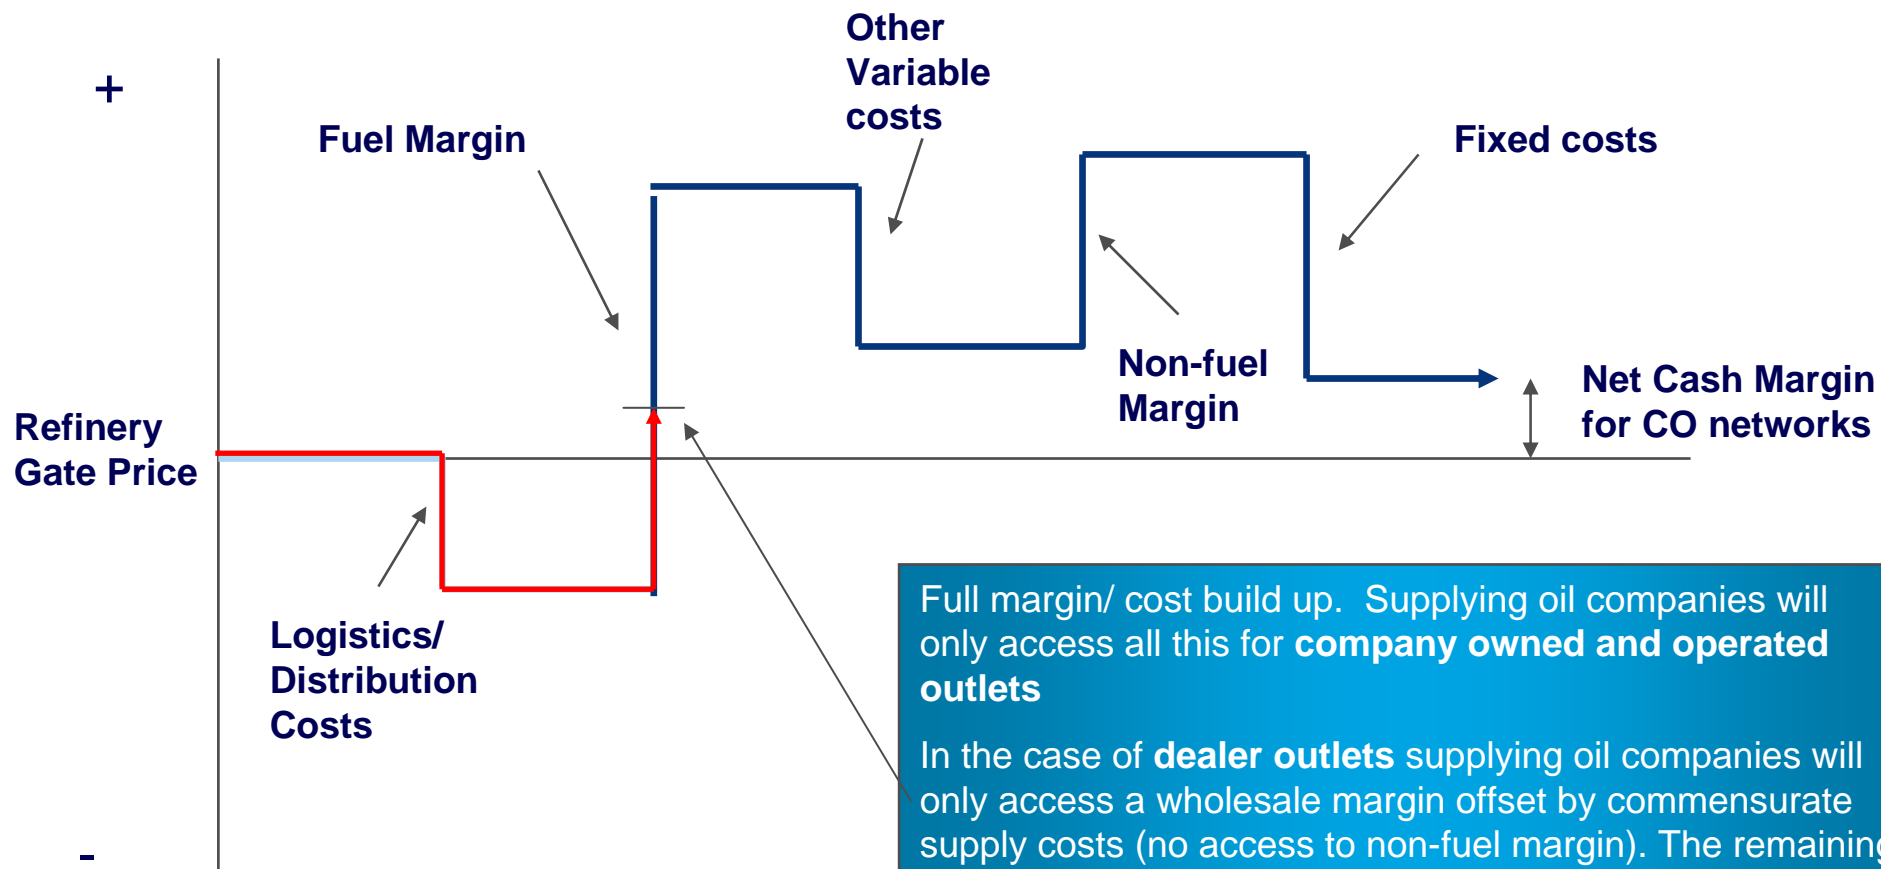 Other
Variable
costs
+
Fuel Margin
Fixed costs
Non-fuel
Margin
Net Cash Margin
for CO networks
Refinery
Gate Price
Logistics/
Distribution
Costs
Full margin/ cost build up.  Supplying oil companies will
only access all this for company owned and operated
outlets
In the case of dealer outlets supplying oil companies will
only access a wholesale margin offset by commensurate
supply costs (no access to non-fuel margin). The remaining
-